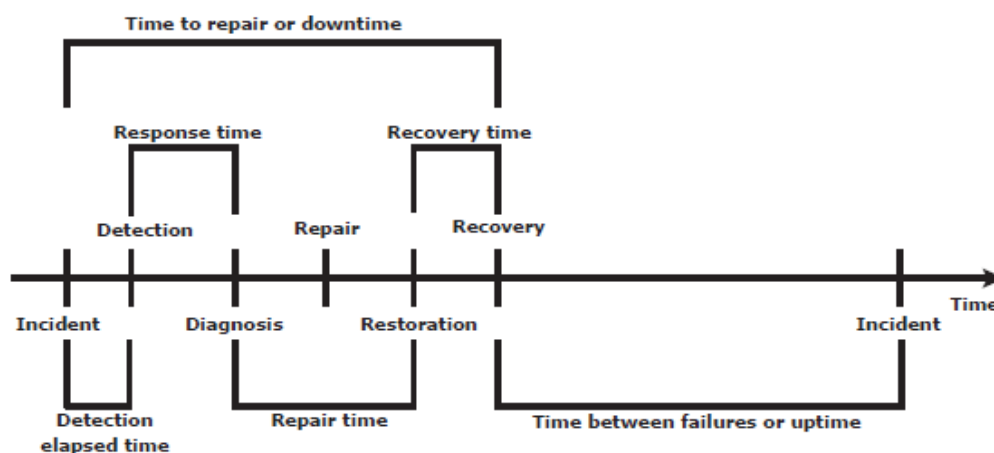 Time to repair or downtime
Response time
Recovery time
Detection
Repair
Recovery
Time
Incident
Diagnosis
Restoration
Incident
Detection
elapsed time
Repair time
Time between failures or uptime